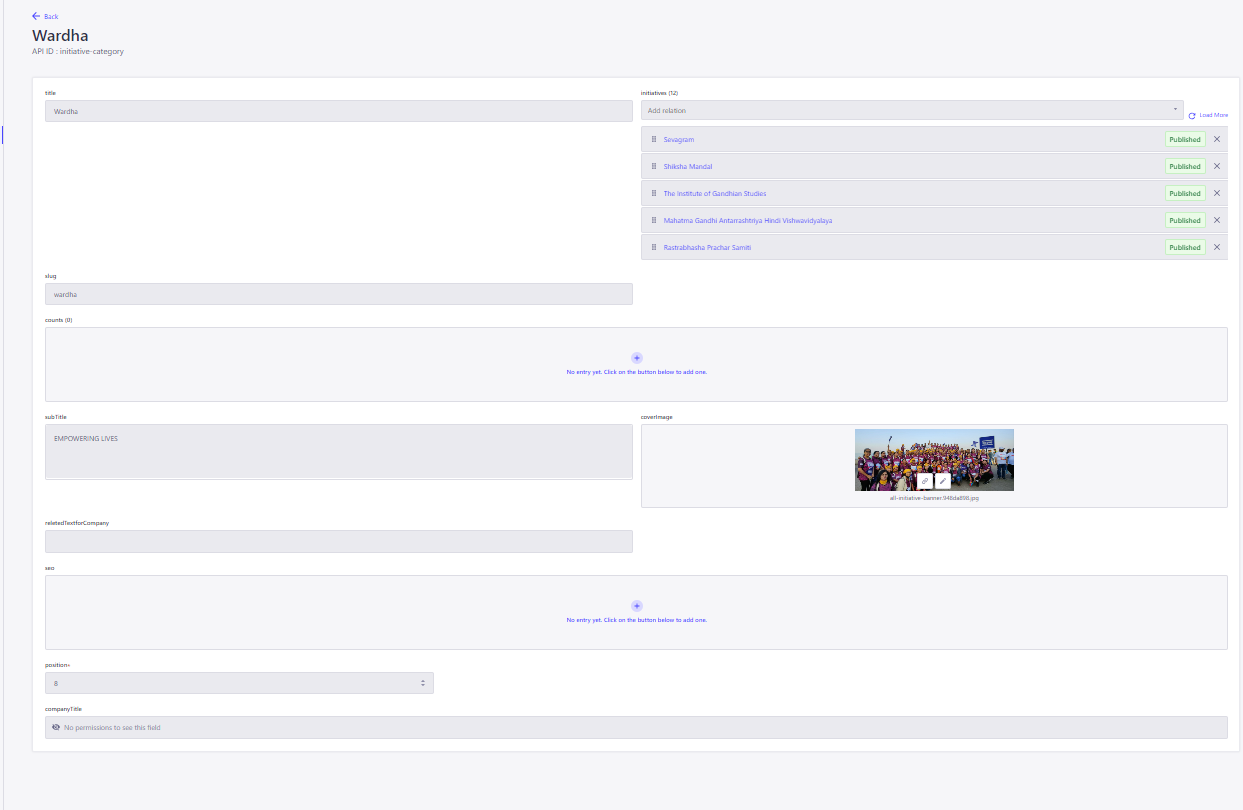 Back
Wardha
API ID : initiative-category
title
Wardha
initiatives (12)
Add relation
Load More
Sevagram
Published
Shiksha Mandal
Published
The Institute of Gandhian Studies
Published
Mahatma Gandhi Antarrashtriya Hindi Vishwavidyalaya
Published
Rastrabhasha Prachar Samiti
Published
slug
wardha
counts (0)
No entry yet. Click on the button below to add one.
subTitle
EMPOWERING LIVES
coverImage
all-initiative-banner.948da898.jpg
reletedTextforCompany
seo
No entry yet. Click on the button below to add one.
position*
8
companyTitle
No permissions to see this field